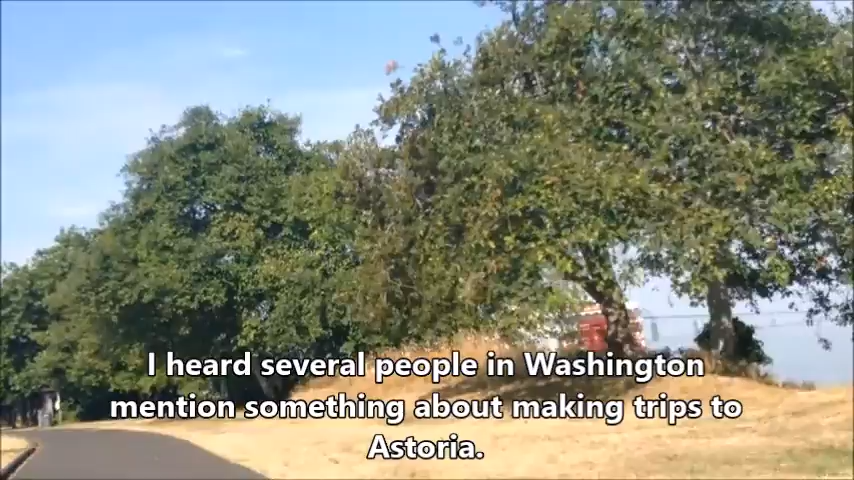 I heard several people in Washington
mention something about making trips to
Astoria.